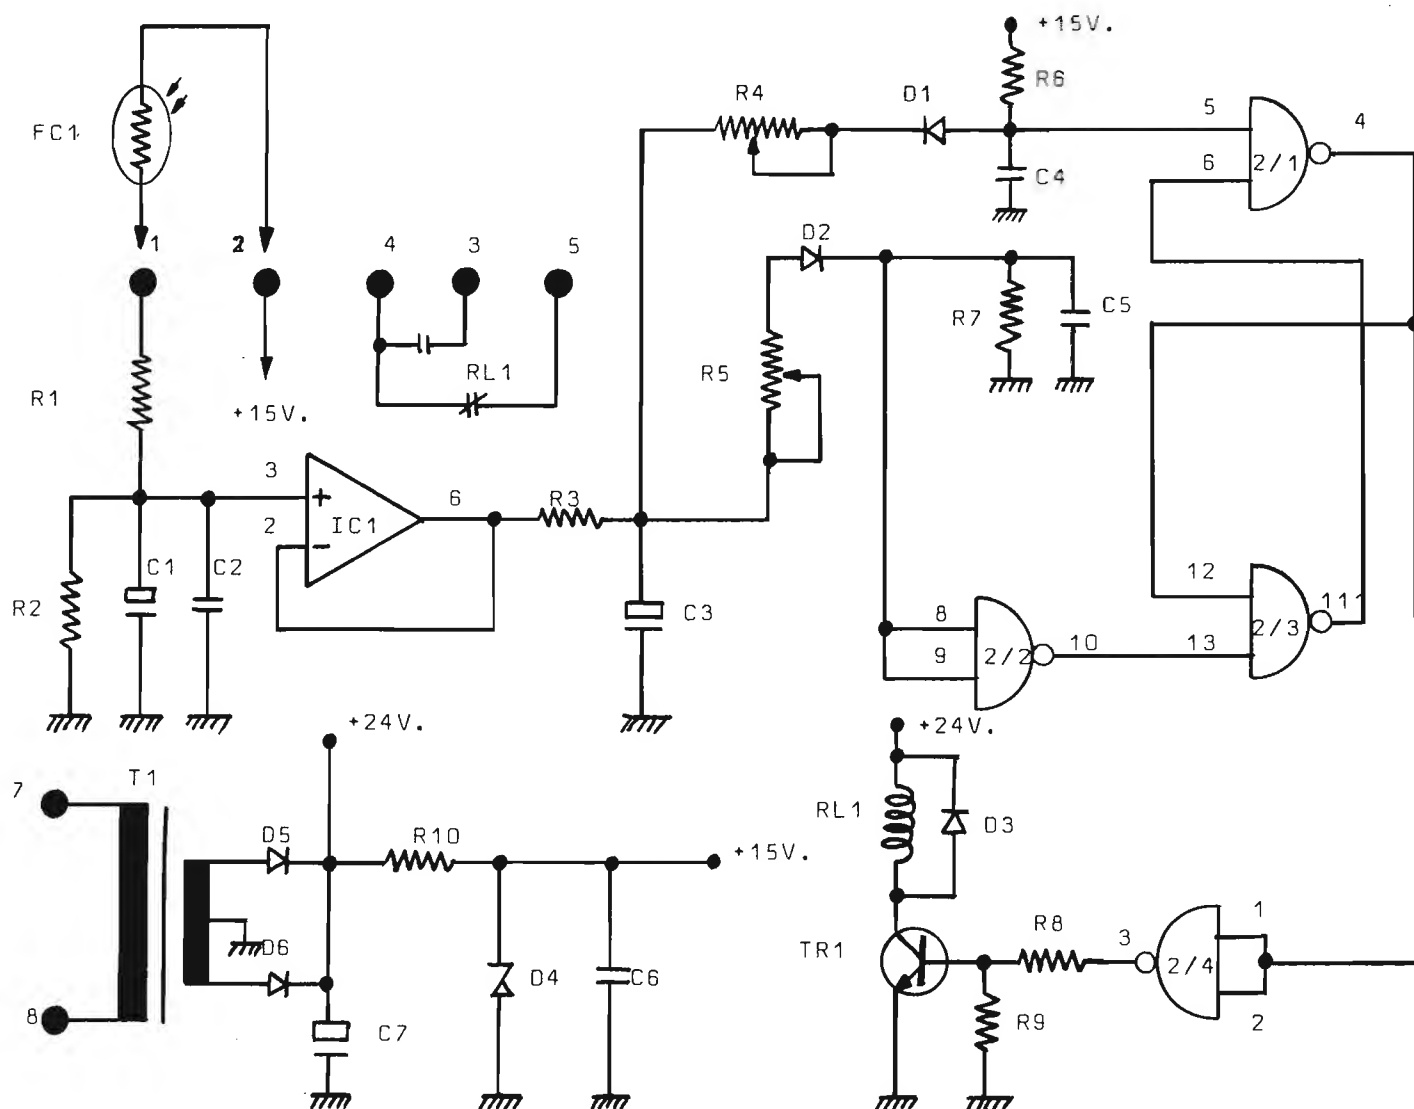 +15V.
R6
R4
D1
5
4
FC1
6
2/1
C4
1
2
4
3
5
D2
C5
R7
RL1
R5
R1
+15V.
3
6
R3
2
IC1
12
C1
C2
111
R2
C3
8
2/3
9
2/2
10
13
+24V.
+24V.
T1
7
RL1
D3
D5
R10
+15V.
1
R8
D6
TR1
3
2/4
D4
C6
8
C7
R9
2